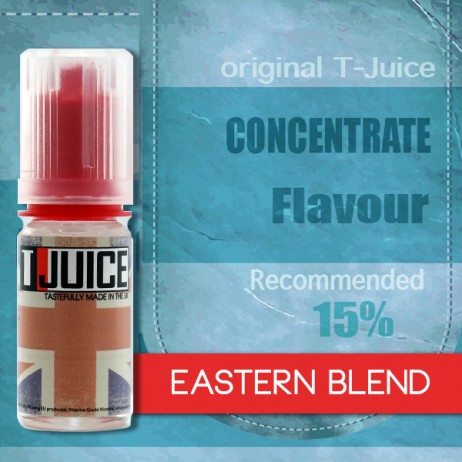 original T-Juice
CONCENTRATE
Flavour
Recommended
15%
EASTERN BLEND
T JUICE
TASTEFULLY MADE IN THE UK